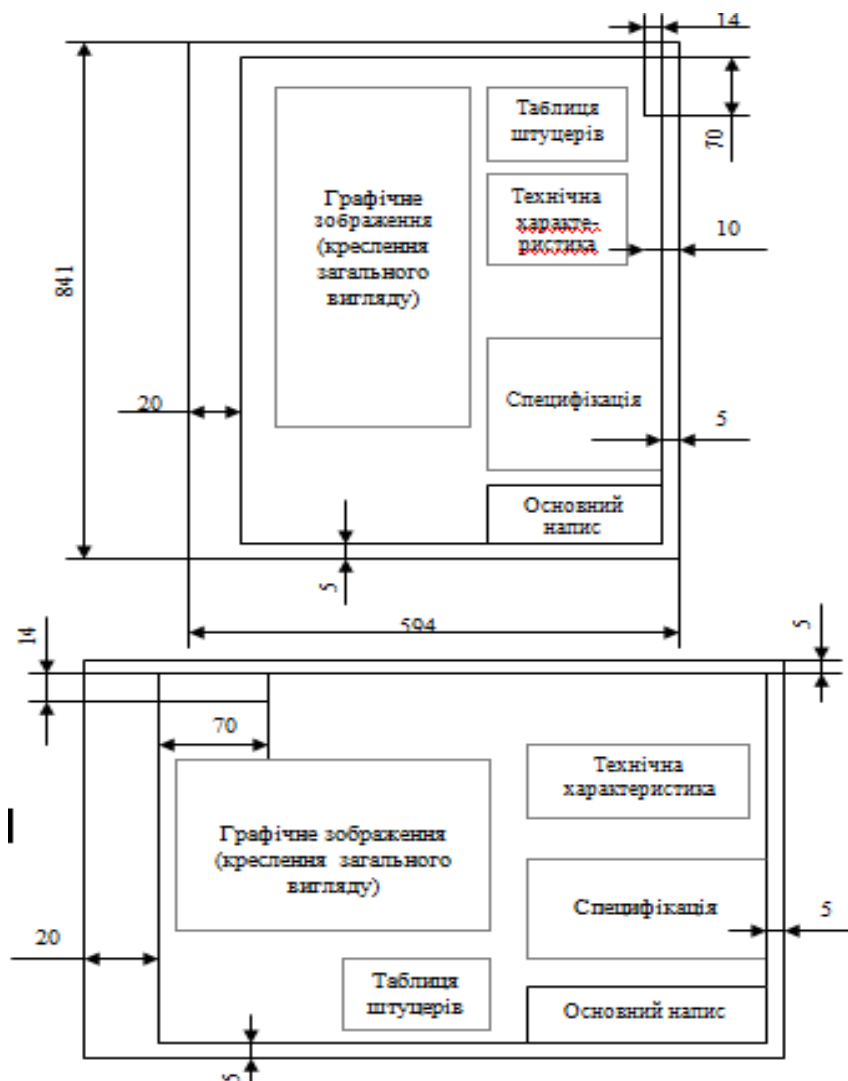 14
Таблиця
штуцерів
70
Графічне
зображення
(креслення
загального
вигляду)
Технічна
характе-
ристика
10
841
20
Специфікація
5
Основний
напис
5
594
14
5
70
Технічна
характеристика
Графічне зображення
(креслення загального
вигляду)
Специфікація
5
20
Таблиця
штуцерів
Основний напис
5